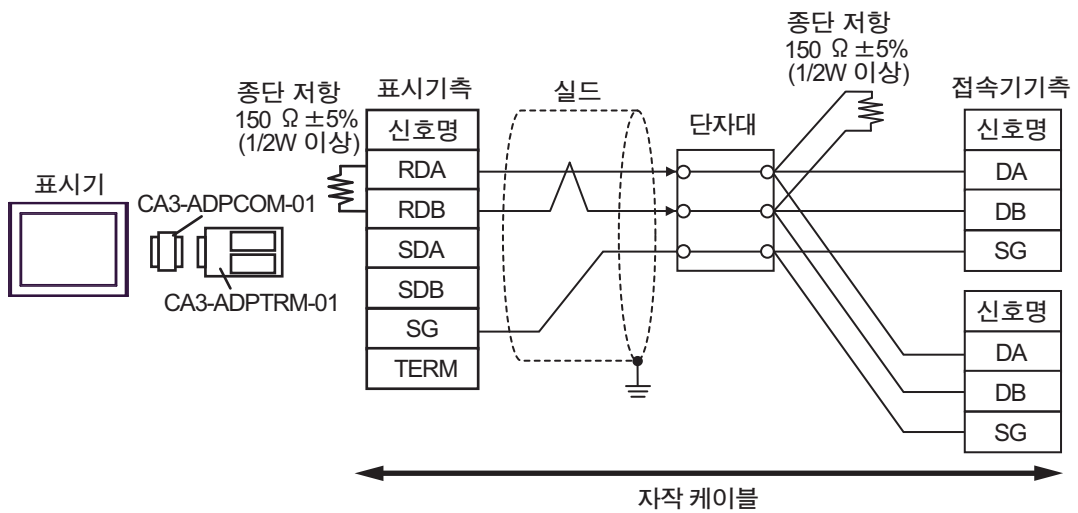 종단 저항
150 Ω ±5%
(1/2W 이상)
종단 저항
150 Ω ±5%
(1/2W 이상)
표시기측
실드
단자대
접속기기측
표시기
CA3-ADPCOM-01
CA3-ADPTRM-01
신호명
RDA
RDB
SDA
SDB
SG
TERM
신호명
DA
DB
SG
신호명
DA
DB
SG
자작 케이블